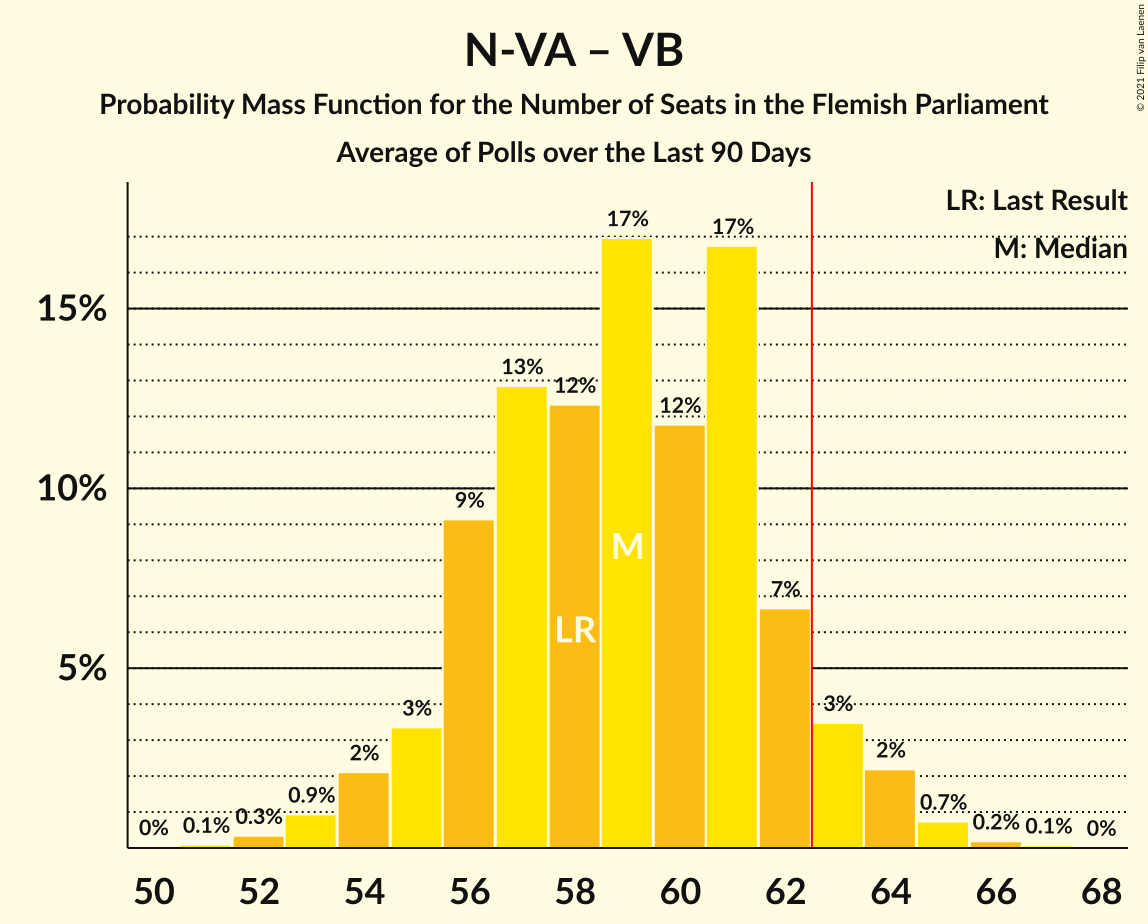 N-VA – VB
Probability Mass Function for the Number of Seats in the Flemish Parliament
Average of Polls over the Last 90 Days
© 2021 Filip van Laenen
LR: Last Result
M: Median
15%
10%
5%
0%
0.1%
0.3%
0.9%
2%
3%
9%
13%
12%
17%
12%
17%
7%
3%
2%
0.7%
0.2%
0.1%
0%
M
LR
50 52 54 56 58 60 62 64 66 68